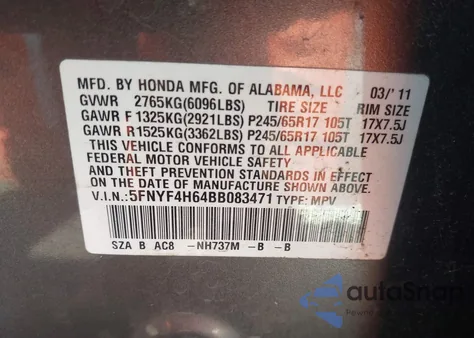 MFD. BY HONDA MFG. OF ALABAMA, LLC 03/'11
GVWR 2765KG(6096LBS) TIRE SIZE RIM SIZE
GAWR F 1325KG(2921LBS) P245/65R17 105T 17X7.5J
GAWR R 1525KG(3362LBS) P245/65R17 105T 17X7.5J
THIS VEHICLE CONFORMS TO ALL APPLICABLE
FEDERAL MOTOR VEHICLE SAFETY
AND THEFT PREVENTION STANDARDS IN EFFECT
ON THE DATE OF MANUFACTURE SHOWN ABOVE.
V.I.N.: 5FNYF4H64BB083471 TYPE: MPV
SZA B AC8 -NH737M -B -B
autoSnap
Powered